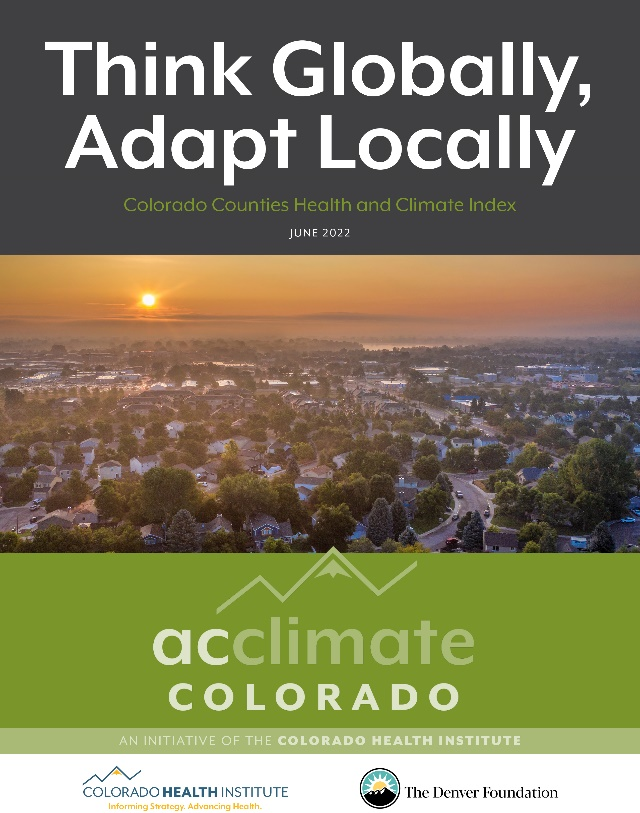 Think Globally,
Adapt Locally
Colorado Counties Health and Climate Index
JUNE 2022
acclimate
COLORADO
AN INITIATIVE OF THE COLORADO HEALTH INSTITUTE
COLORADO HEALTH INSTITUTE
Informing Strategy. Advancing Health.
The Denver Foundation